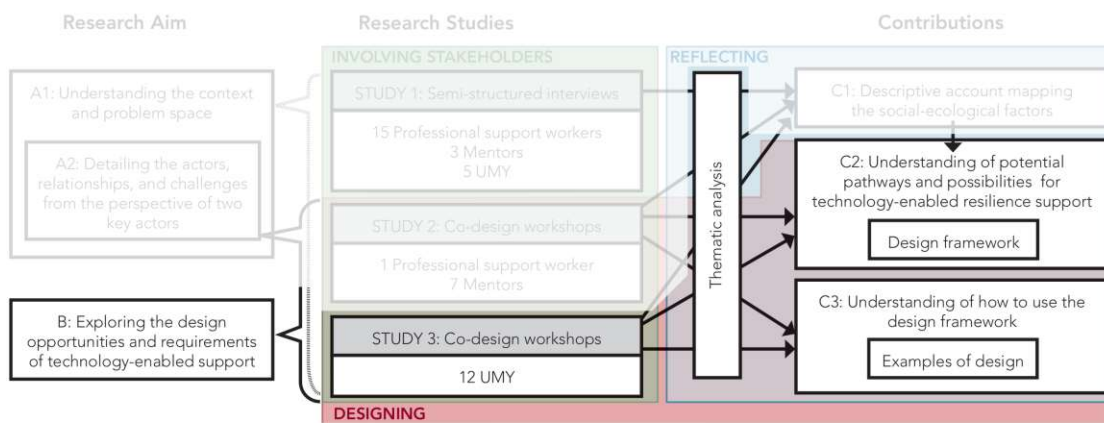 Research Aim
Research Studies
Contributions
INVOLVING STAKEHOLDERS
REFLECTING
A1: Understanding the context
and problem space
A2: Detailing the actors,
relationships, and challenges
from the perspective of two
key actors
B: Exploring the design
opportunities and requirements
of technology-enabled support
STUDY 1: Semi-structured interviews
15 Professional support workers
3 Mentors
5 UMY
STUDY 2: Co-design workshops
1 Professional support worker
7 Mentors
STUDY 3: Co-design workshops
12 UMY
DESIGNING
Thematic analysis
C1: Descriptive account mapping
the social-ecological factors
C2: Understanding of potential
pathways and possibilities for
technology-enabled resilience support
Design framework
C3: Understanding of how to use the
design framework
Examples of design